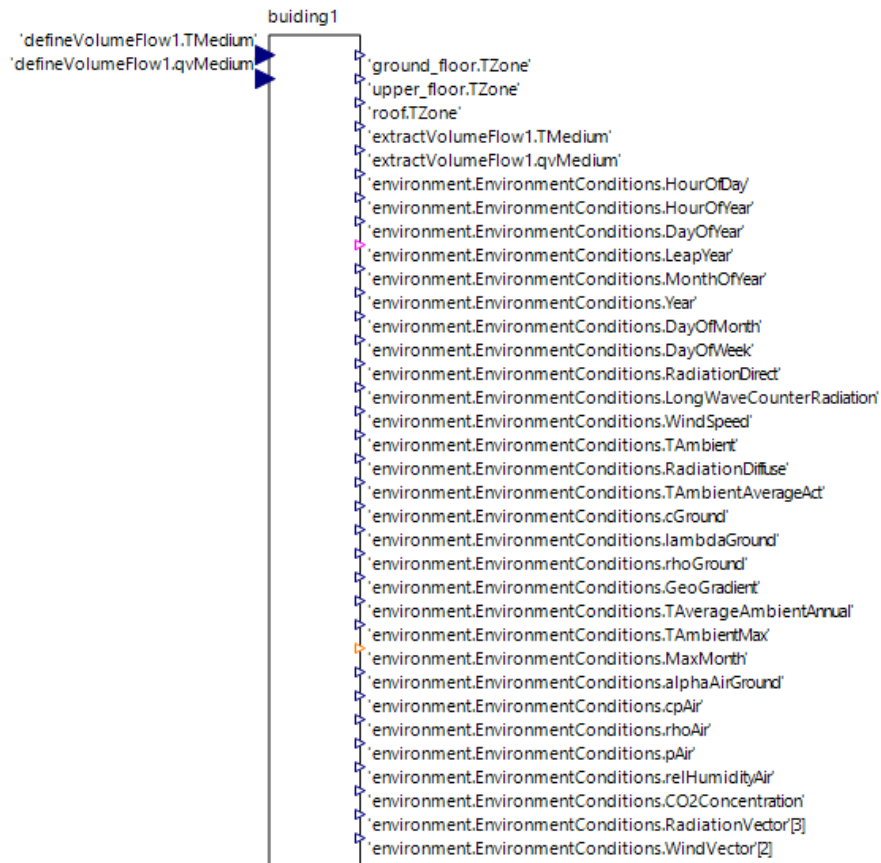 buiding1
'defineVolumeFlow1.TMedium'
'defineVolumeFlow1.qvMedium
'ground_floor.TZone'
'upper_floor.TZone'
'roof.TZone'
'extractVolumeFlow1.TMedium'
'extractVolumeFlow1.qvMedium'
'environment.EnvironmentConditions.HourOfDay'
'environment.EnvironmentConditions.HourOfYear'
'environment.EnvironmentConditions.DayOfYear'
'environment.EnvironmentConditions.LeapYear'
'environment.EnvironmentConditions.MonthOfYear'
'environment.EnvironmentConditions.Year'
'environment.EnvironmentConditions.DayOfMonth'
'environment.EnvironmentConditions.DayOfWeek'
'environment.EnvironmentConditions.RadiationDirect'
'environment.EnvironmentConditions.LongWaveCounterRadiation'
'environment.EnvironmentConditions.WindSpeed'
'environment.EnvironmentConditions.TAmbient'
'environment.EnvironmentConditions.RadiationDiffuse'
'environment.EnvironmentConditions.TAmbientAverageAct'
'environment.EnvironmentConditions.cGround'
'environment.EnvironmentConditions.lambdaGround'
'environment.EnvironmentConditions.rhoGround'
'environment.EnvironmentConditions.GeoGradient'
'environment.EnvironmentConditions.TAverageAmbientAnnual'
'environment.EnvironmentConditions.TAmbientMax'
'environment.EnvironmentConditions.MaxMonth'
'environment.EnvironmentConditions.alphaAirGround'
'environment.EnvironmentConditions.cpAir'
'environment.EnvironmentConditions.rhoAir'
'environment.EnvironmentConditions.pAir'
'environment.EnvironmentConditions.relHumidityAir'
'environment.EnvironmentConditions.CO2Concentration'
'environment.EnvironmentConditions.RadiationVector'[3]
'environment.EnvironmentConditions.WindVector'[2]